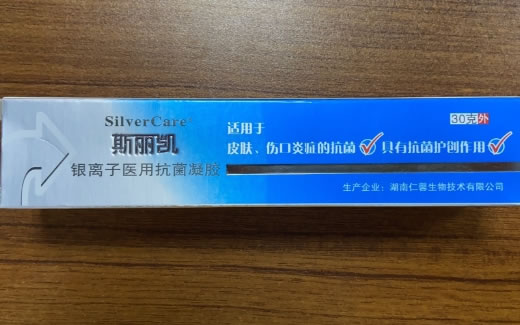 SilverCare
斯丽凯
银离子医用抗菌凝胶
适用于
皮肤、伤口炎症的抗菌 具有抗菌护创作用
30克 外
生产企业：湖南仁馨生物技术有限公司